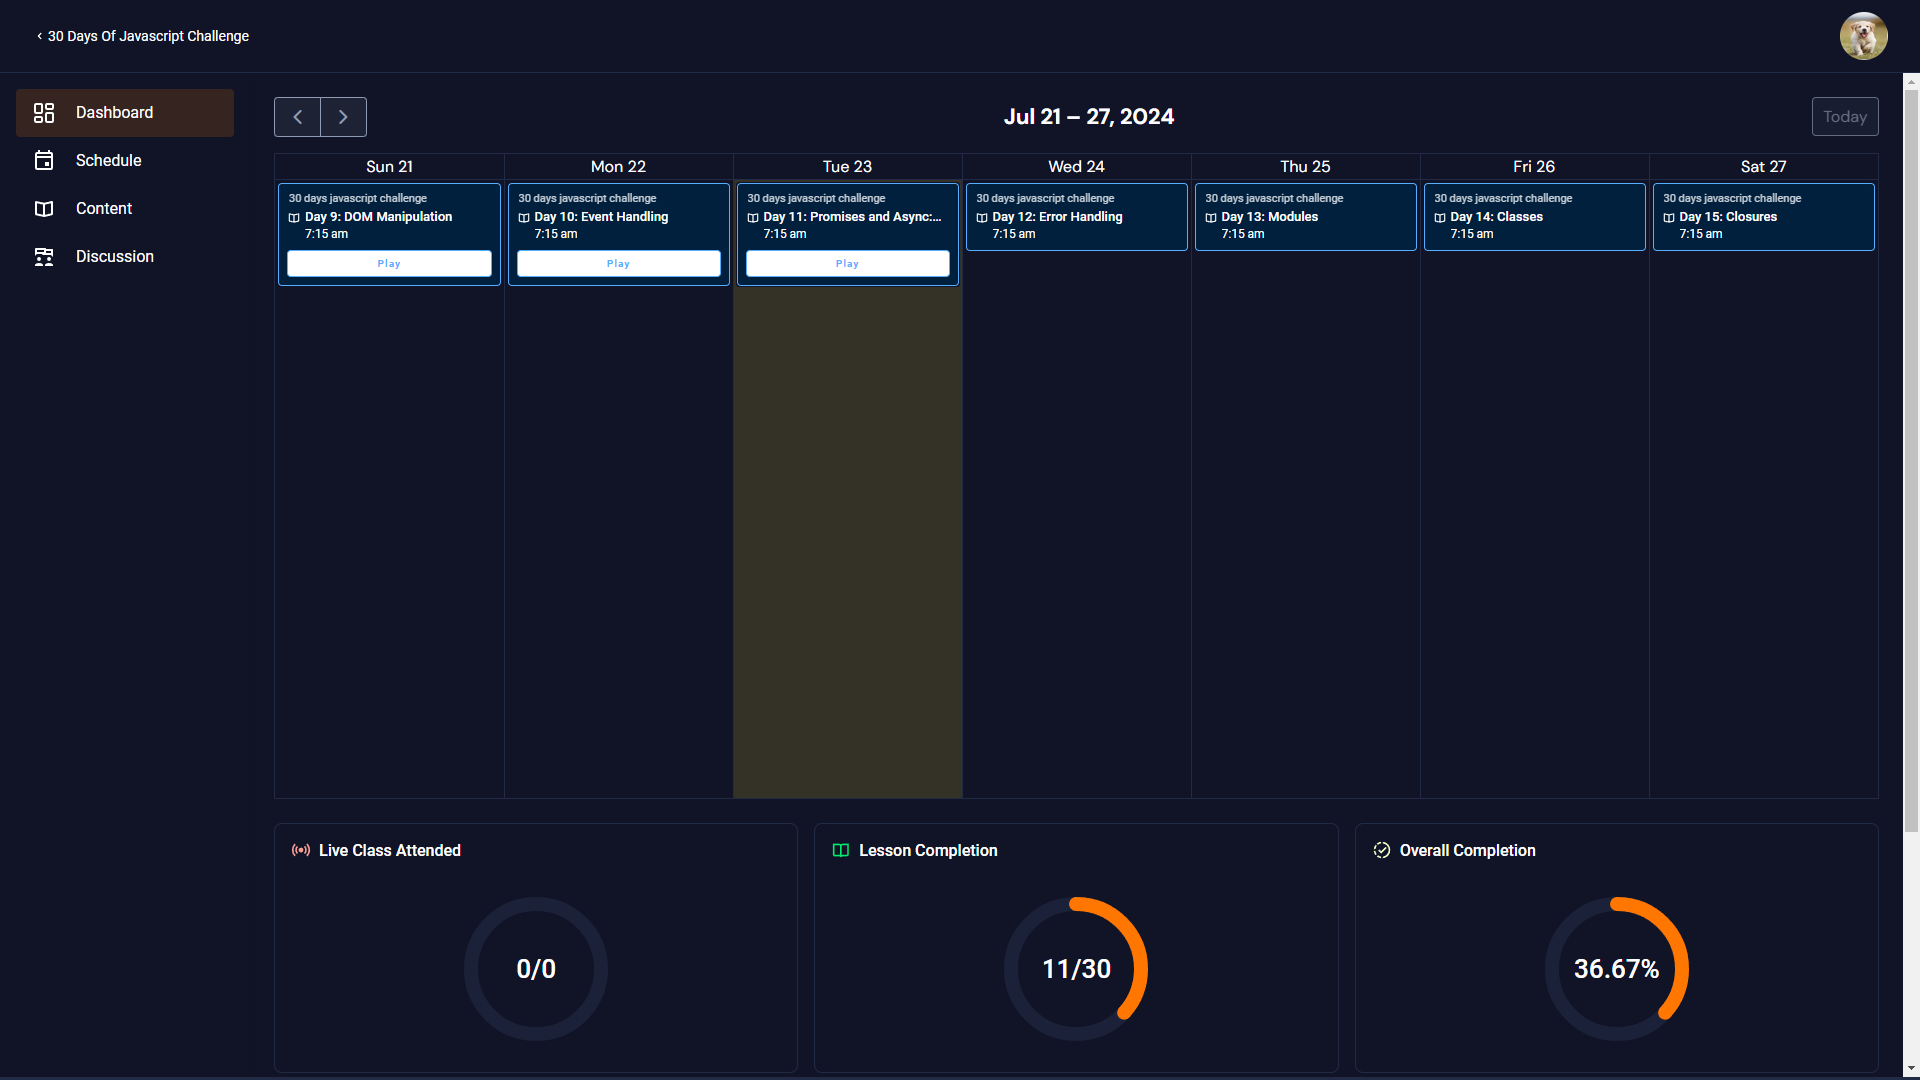 30 Days Of Javascript Challenge
Dashboard
Schedule
Content
Discussion
Jul 21 – 27, 2024
Today
Sun 21
Mon 22
Tue 23
Wed 24
Thu 25
Fri 26
Sat 27
30 days javascript challenge
Day 9: DOM Manipulation
7:15 am
Play
30 days javascript challenge
Day 10: Event Handling
7:15 am
Play
30 days javascript challenge
Day 11: Promises and Async:...
7:15 am
Play
30 days javascript challenge
Day 12: Error Handling
7:15 am
30 days javascript challenge
Day 13: Modules
7:15 am
30 days javascript challenge
Day 14: Classes
7:15 am
30 days javascript challenge
Day 15: Closures
7:15 am
Live Class Attended
0/0
Lesson Completion
11/30
Overall Completion
36.67%